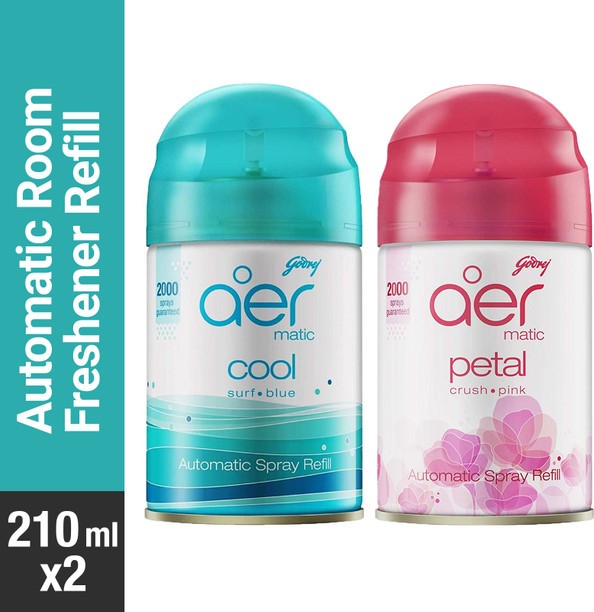 Automatic Room
Freshener Refill
210 ml
x2
Godrej
aer
matic
2000
sprays
guaranteed
cool
surf • blue
Automatic Spray Refill
Godrej
aer
matic
2000
sprays
guaranteed
petal
crush • pink
Automatic Spray Refill